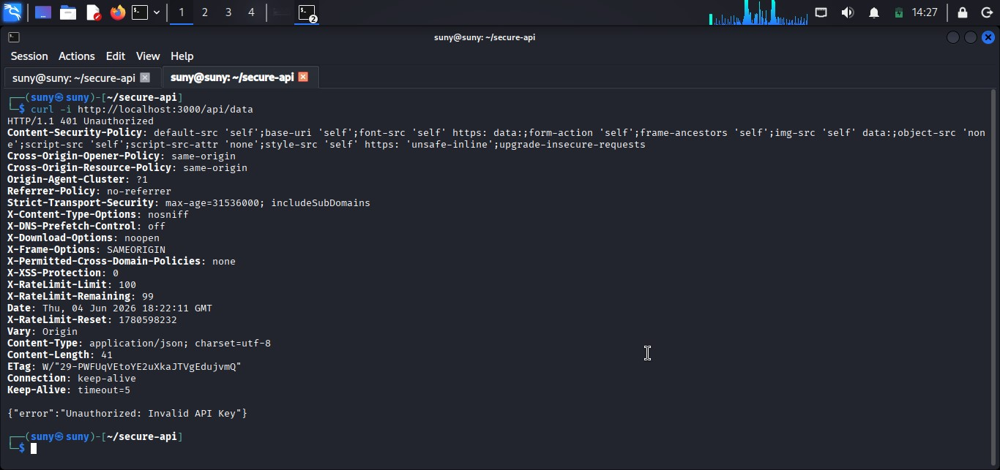 1 2 3 4 2 14:27
suny@suny: ~/secure-api
Session Actions Edit View Help
suny@suny: ~/secure-api suny@suny: ~/secure-api
┌──(suny㉿suny)-[~/secure-api]
└─$ curl -i http://localhost:3000/api/data
HTTP/1.1 401 Unauthorized
Content-Security-Policy: default-src 'self';base-uri 'self';font-src 'self' https: data:;form-action 'self';frame-ancestors 'self';img-src 'self' data:;object-src 'non
e';script-src 'self';script-src-attr 'none';style-src 'self' https: 'unsafe-inline';upgrade-insecure-requests
Cross-Origin-Opener-Policy: same-origin
Cross-Origin-Resource-Policy: same-origin
Origin-Agent-Cluster: ?1
Referrer-Policy: no-referrer
Strict-Transport-Security: max-age=31536000; includeSubDomains
X-Content-Type-Options: nosniff
X-DNS-Prefetch-Control: off
X-Download-Options: noopen
X-Frame-Options: SAMEORIGIN
X-Permitted-Cross-Domain-Policies: none
X-XSS-Protection: 0
X-RateLimit-Limit: 100
X-RateLimit-Remaining: 99
Date: Thu, 04 Jun 2026 18:22:11 GMT
X-RateLimit-Reset: 1780598232
Vary: Origin
Content-Type: application/json; charset=utf-8
Content-Length: 41
ETag: W/"29-PWFUqVEtoYE2uXkaJTVgEdujvmQ"
Connection: keep-alive
Keep-Alive: timeout=5
{"error":"Unauthorized: Invalid API Key"}
┌──(suny㉿suny)-[~/secure-api]
└─$